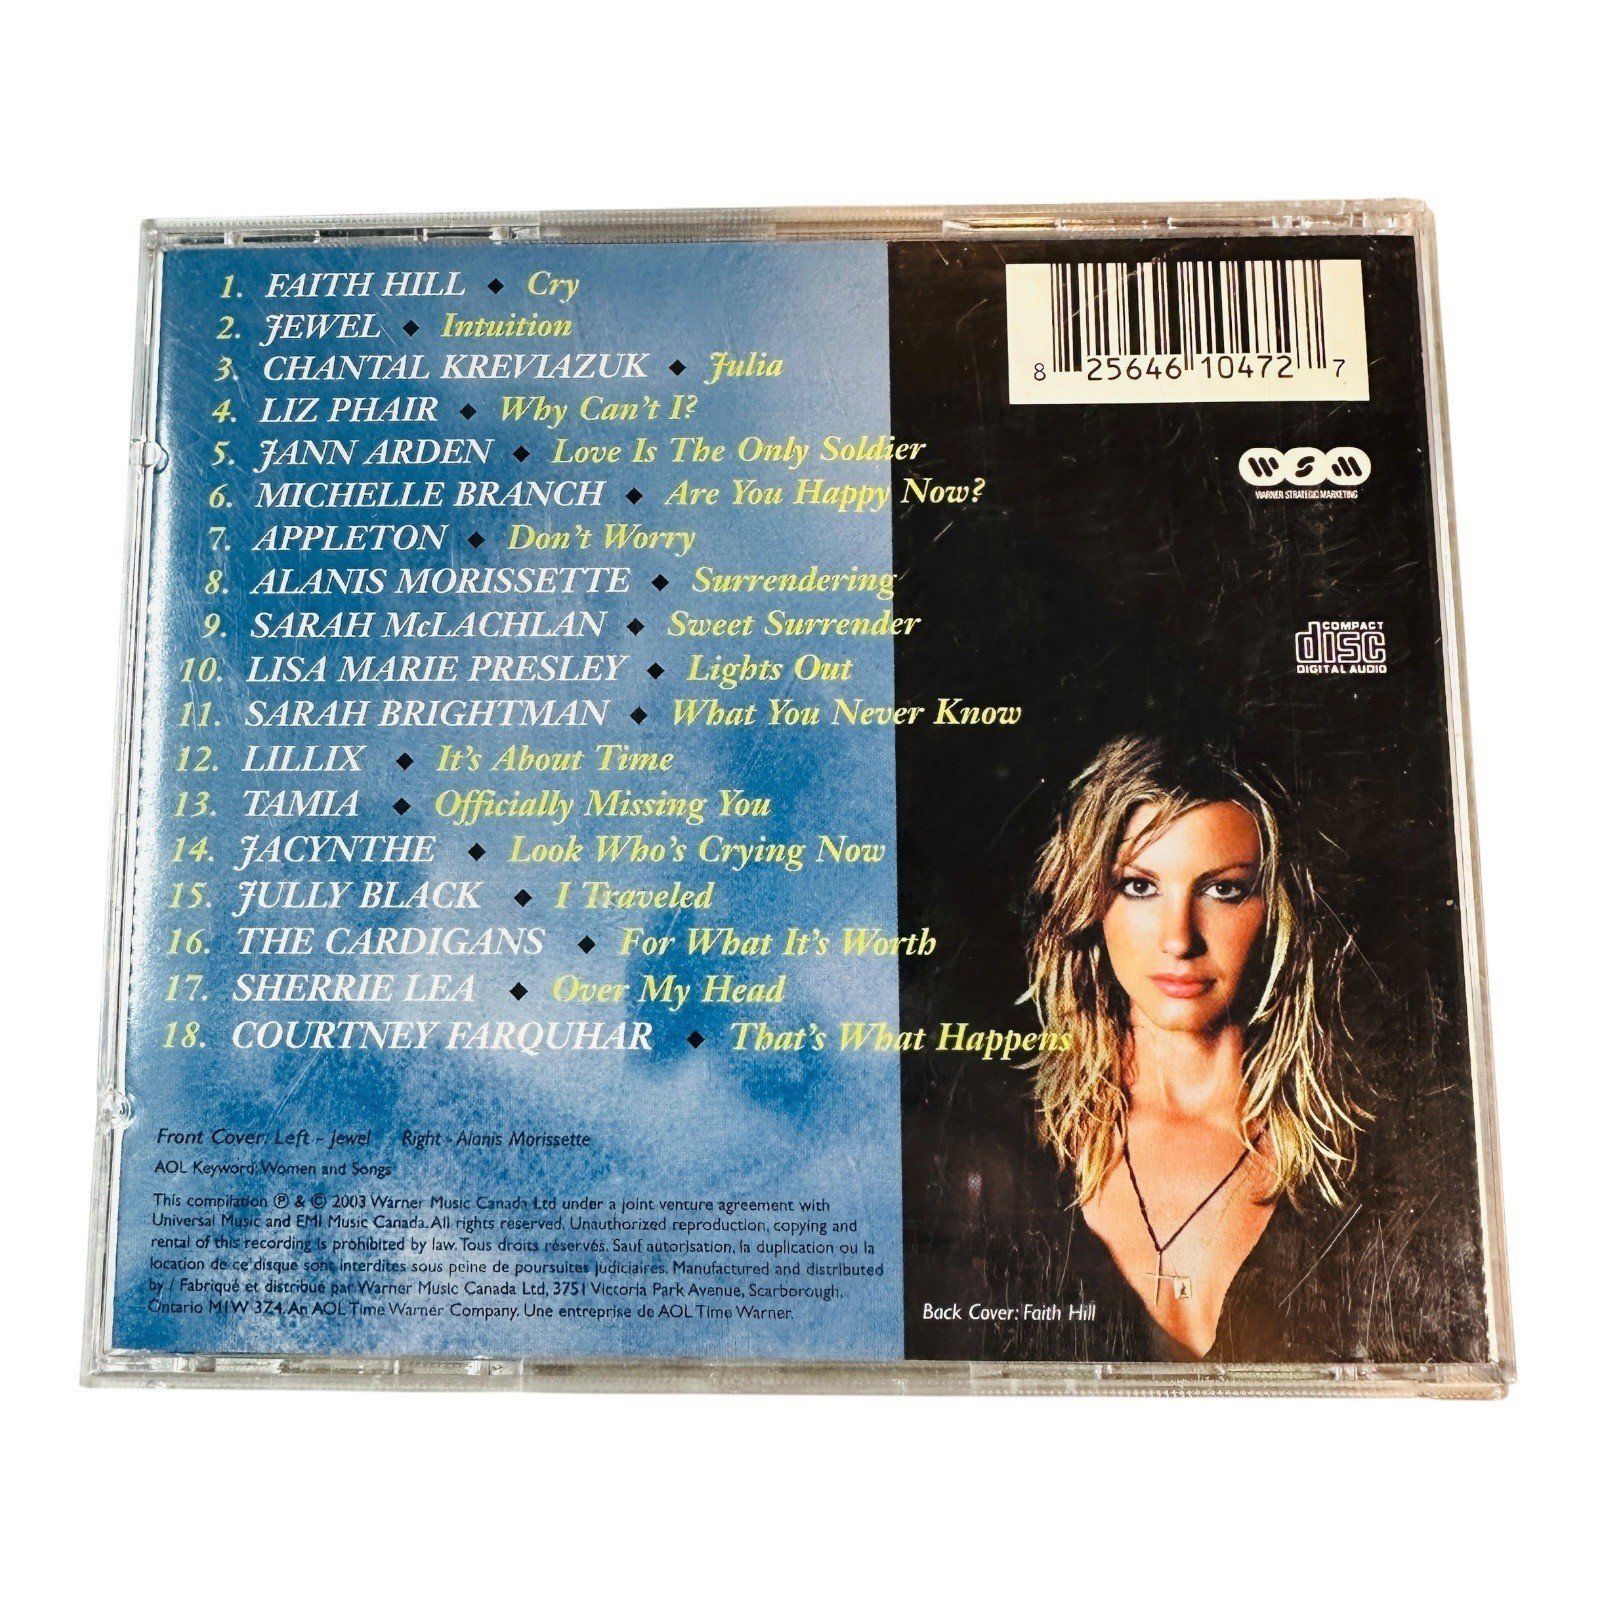 1. FAITH HILL ◆ Cry
2. JEWEL ◆ Intuition
3. CHANTAL KREVIAZUK ◆ Julia
4. LIZ PHAIR ◆ Why Can't I?
5. JANN ARDEN ◆ Love Is The Only Soldier
6. MICHELLE BRANCH ◆ Are You Happy Now?
7. APPLETON ◆ Don't Worry
8. ALANIS MORISSETTE ◆ Surrendering
9. SARAH McLACHLAN ◆ Sweet Surrender
10. LISA MARIE PRESLEY ◆ Lights Out
11. SARAH BRIGHTMAN ◆ What You Never Know
12. LILLIX ◆ It's About Time
13. TAMIA ◆ Officially Missing You
14. JACYNTHE ◆ Look Who's Crying Now
15. JULLY BLACK ◆ I Traveled
16. THE CARDIGANS ◆ For What It's Worth
17. SHERRIE LEA ◆ Over My Head
18. COURTNEY FARQUHAR ◆ That's What Happens
Front Cover: Left - Jewel Right - Alanis Morissette
AOL Keyword: Women and Songs
This compilation ℗ & © 2003 Warner Music Canada Ltd under a joint venture agreement with
Universal Music and EMI Music Canada. All rights reserved. Unauthorized reproduction, copying and
rental of this recording is prohibited by law. Tous droits réservés. Sauf autorisation, la duplication ou la
location de ce disque sont interdites sous peine de poursuites judiciaires. Manufactured and distributed
by / Fabriqué et distribué par Warner Music Canada Ltd, 3751 Victoria Park Avenue, Scarborough,
Ontario M1W 3Z4. An AOL Time Warner Company. Une entreprise de AOL Time Warner.
8 25646 10472 7
WSM
WARNER STRATEGIC MARKETING
COMPACT
disc
DIGITAL AUDIO
Back Cover: Faith Hill